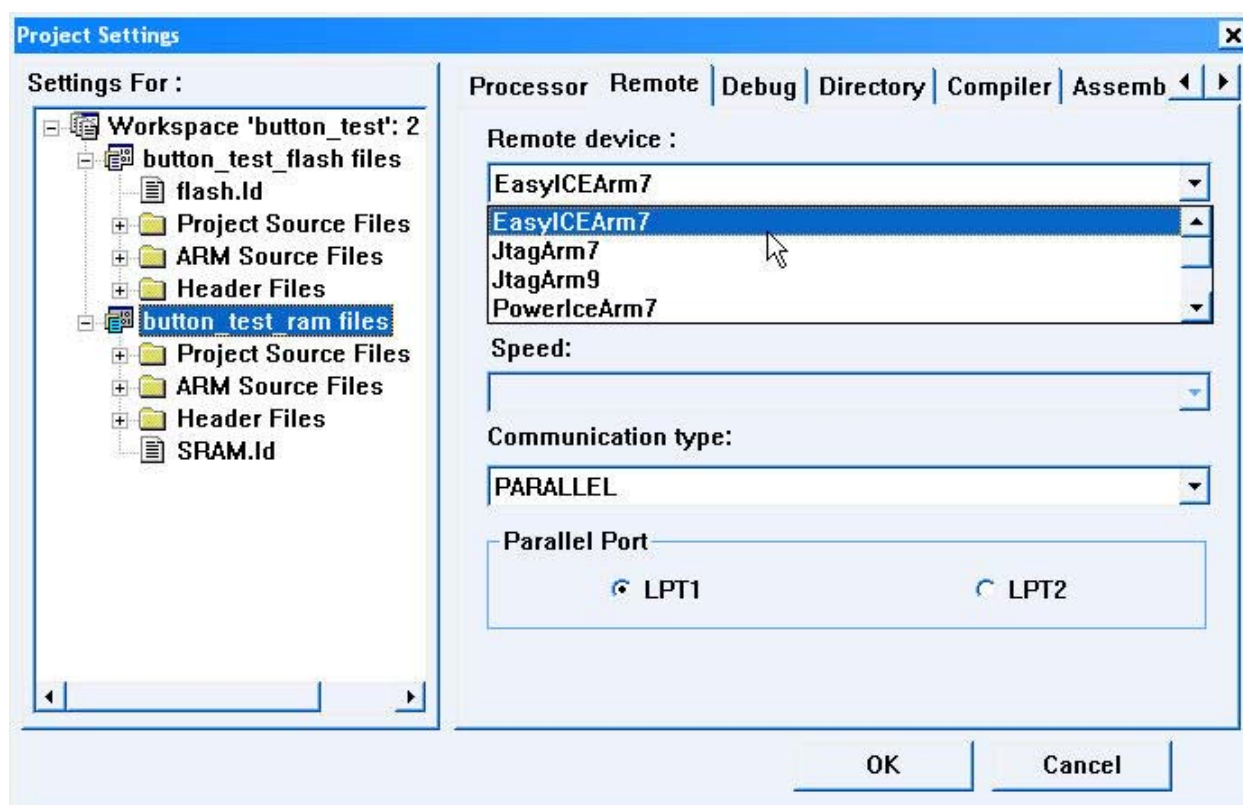 Project Settings
Settings For :
Workspace 'button_test': 2
button_test_flash files
flash.ld
Project Source Files
ARM Source Files
Header Files
button_test_ram files
Project Source Files
ARM Source Files
Header Files
SRAM.ld
Processor Remote Debug Directory Compiler Assemb
Remote device :
EasyICEArm7
EasyICEArm7
JtagArm7
JtagArm9
PowerIceArm7
Speed:
Communication type:
PARALLEL
Parallel Port
LPT1 LPT2
OK Cancel